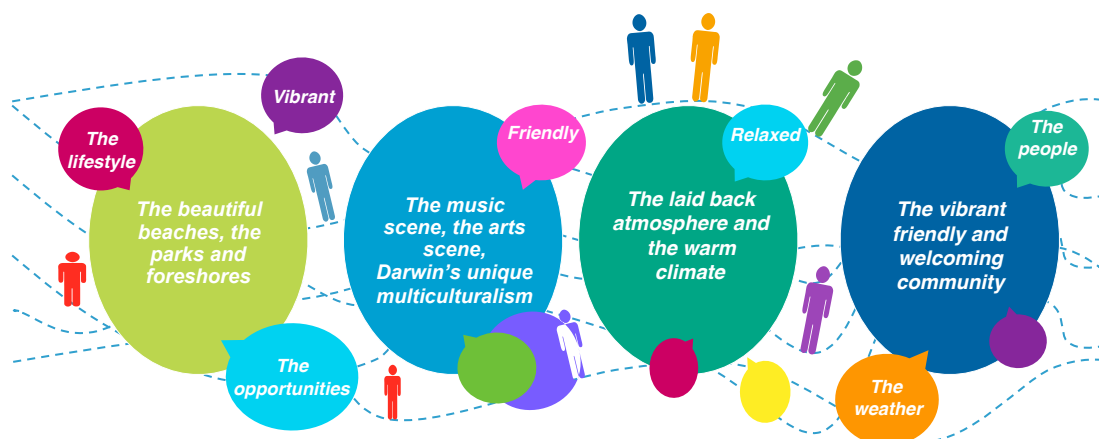 Vibrant
The
lifestyle
Friendly
Relaxed
The
people
The beautiful
beaches, the
parks and
foreshores
The music
scene, the arts
scene,
Darwin’s unique
multiculturalism
The laid back
atmosphere and
the warm
climate
The vibrant
friendly and
welcoming
community
The
opportunities
The
weather